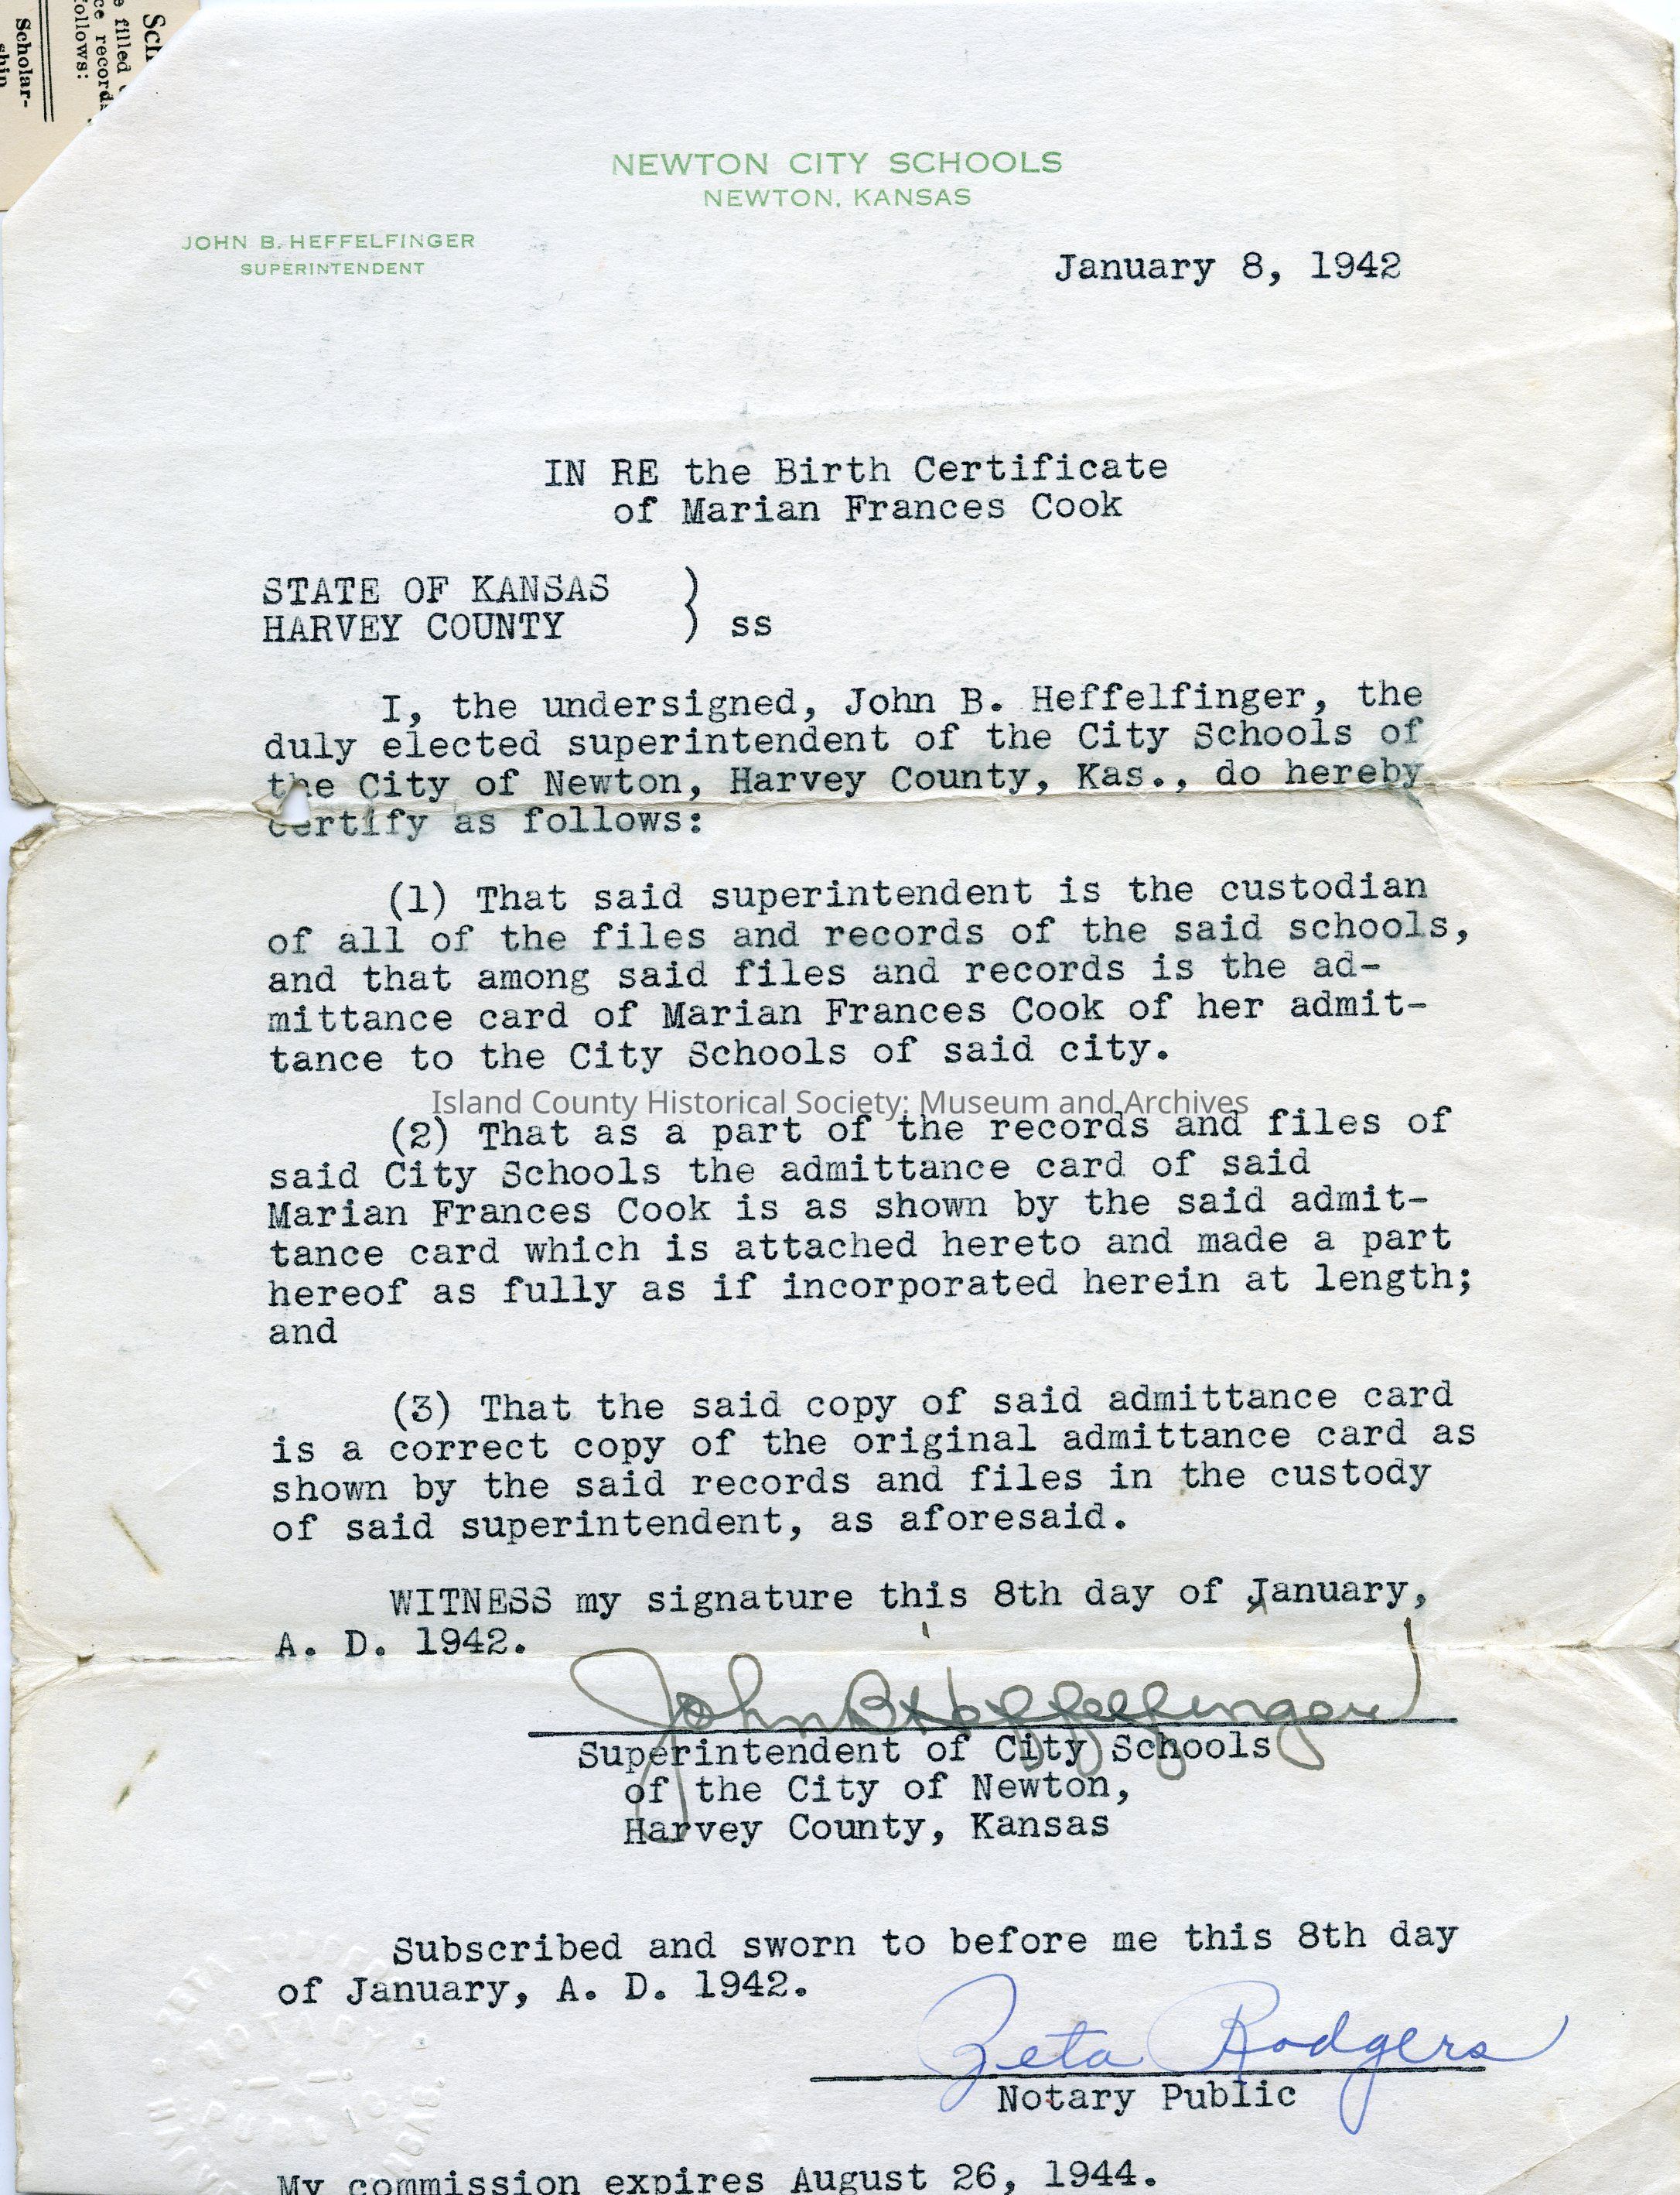 Sch
e filled
ce records
follows:
Scholar-
ship
NEWTON CITY SCHOOLS
NEWTON, KANSAS
JOHN B. HEFFELFINGER
SUPERINTENDENT
January 8, 1942
IN RE the Birth Certificate
of Marian Frances Cook
STATE OF KANSAS
HARVEY COUNTY } ss
I, the undersigned, John B. Heffelfinger, the
duly elected superintendent of the City Schools of
the City of Newton, Harvey County, Kas., do hereby
certify as follows:
(1) That said superintendent is the custodian
of all of the files and records of the said schools,
and that among said files and records is the ad-
mittance card of Marian Frances Cook of her admit-
tance to the City Schools of said city.
Island County Historical Society: Museum and Archives
(2) That as a part of the records and files of
said City Schools the admittance card of said
Marian Frances Cook is as shown by the said admit-
tance card which is attached hereto and made a part
hereof as fully as if incorporated herein at length;
and
(3) That the said copy of said admittance card
is a correct copy of the original admittance card as
shown by the said records and files in the custody
of said superintendent, as aforesaid.
WITNESS my signature this 8th day of January,
A. D. 1942.
John B Heffelfinger
Superintendent of City Schools
of the City of Newton,
Harvey County, Kansas
Subscribed and sworn to before me this 8th day
of January, A. D. 1942.
Zeta Rodgers
Notary Public
My commission expires August 26, 1944.